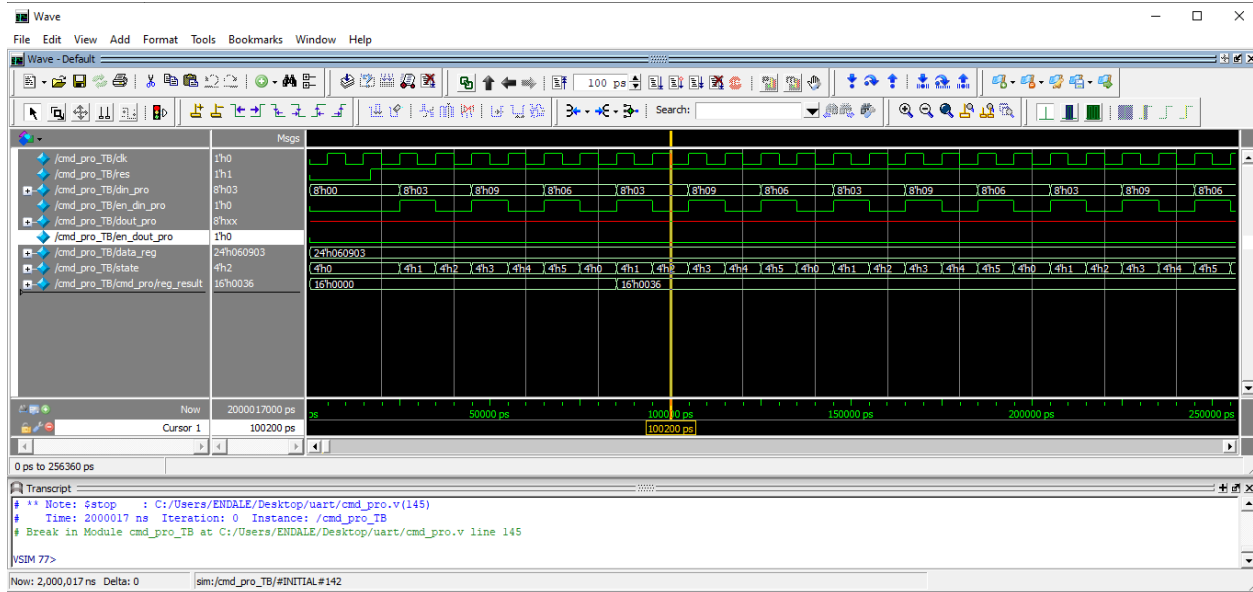 Wave
File Edit View Add Format Tools Bookmarks Window Help
Wave - Default
100 ps
Search:
Msgs
/cmd_pro_TB/clk 1'h0
/cmd_pro_TB/res 1'h1
/cmd_pro_TB/din_pro 8'h03 8'h00 8'h03 8'h09 8'h06 8'h03 8'h09 8'h06 8'h03 8'h09 8'h06 8'h03 8'h09 8'h06
/cmd_pro_TB/en_din_pro 1'h0
/cmd_pro_TB/dout_pro 8'hxx
/cmd_pro_TB/en_dout_pro 1'h0
/cmd_pro_TB/data_reg 24'h060903 24'h060903
/cmd_pro_TB/state 4'h2 4'h0 4'h1 4'h2 4'h3 4'h4 4'h5 4'h0 4'h1 4'h2 4'h3 4'h4 4'h5 4'h0 4'h1 4'h2 4'h3 4'h4 4'h5 4'h0 4'h1 4'h2 4'h3 4'h4 4'h5
/cmd_pro_TB/cmd_pro/reg_result 16'h0036 16'h0000 16'h0036
Now 2000017000 ps ps 50000 ps 100000 ps 150000 ps 200000 ps 250000 ps
Cursor 1 100200 ps 100200 ps
0 ps to 256360 ps
Transcript
# ** Note: $stop : C:/Users/ENDALE/Desktop/uart/cmd_pro.v(145)
# Time: 2000017 ns Iteration: 0 Instance: /cmd_pro_TB
# Break in Module cmd_pro_TB at C:/Users/ENDALE/Desktop/uart/cmd_pro.v line 145
VSIM 77>
Now: 2,000,017 ns Delta: 0 sim:/cmd_pro_TB/#INITIAL#142